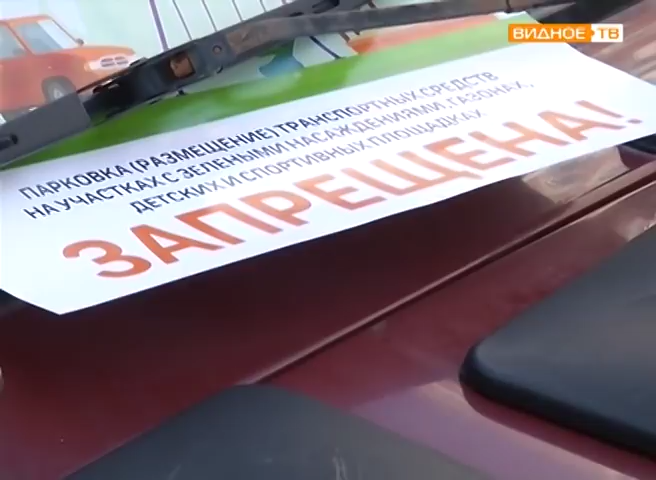 ВИДНОЕ ТВ
ПАРКОВКА (РАЗМЕЩЕНИЕ) ТРАНСПОРТНЫХ СРЕДСТВ
НА УЧАСТКАХ С ЗЕЛЕНЫМИ НАСАЖДЕНИЯМИ, ГАЗОНАХ,
ДЕТСКИХ И СПОРТИВНЫХ ПЛОЩАДКАХ
ЗАПРЕЩЕНА!